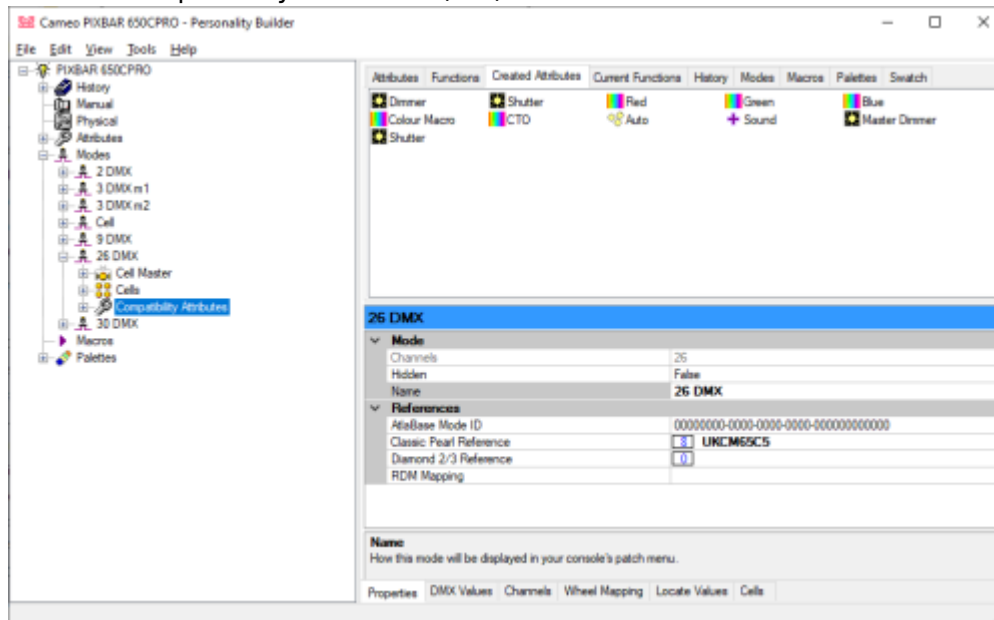 Cameo PIXBAR 650CPRO - Personality Builder
File Edit View Tools Help
PIXBAR 650CPRO
History
Manual
Physical
Attributes
Modes
2 DMX
3 DMX m1
3 DMX m2
Cell
9 DMX
26 DMX
Cell Master
Cells
Compatibility Attributes
30 DMX
Macros
Palettes
Attributes Functions Created Attributes Current Functions History Modes Macros Palettes Swatch
Dimmer Shutter Red Green Blue
Colour Macro CTO Auto Sound Master Dimmer
Shutter
26 DMX
Mode
Channels 26
Hidden False
Name 26 DMX
References
AtlaBase Mode ID 00000000-0000-0000-0000-000000000000
Classic Pearl Reference 8 UKCM65C5
Diamond 2/3 Reference 0
RDM Mapping
Name
How this mode will be displayed in your console's patch menu.
Properties DMX Values Channels Wheel Mapping Locate Values Cells